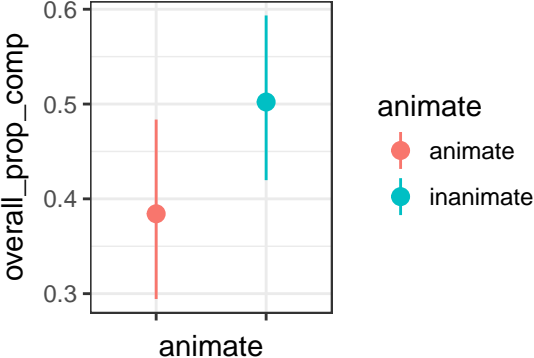 overall_prop_comp
0.6
0.5
0.4
0.3
animate
animate
animate
inanimate